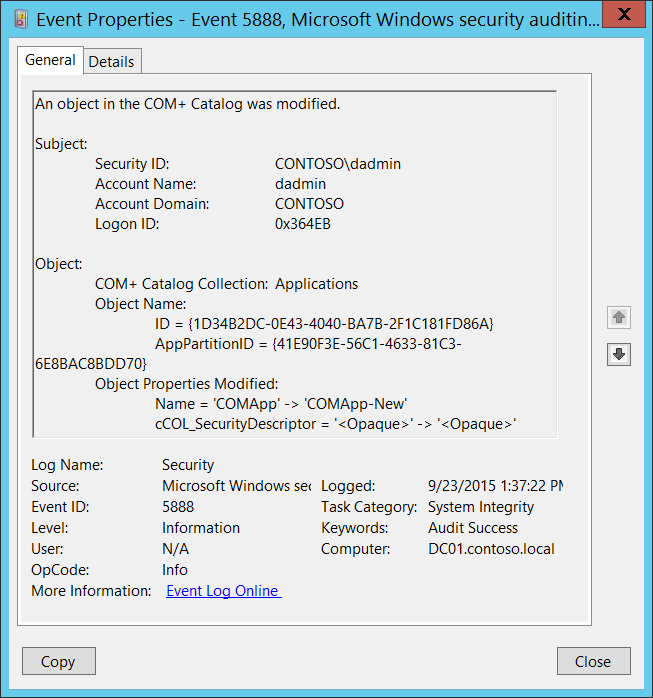 Event Properties - Event 5888, Microsoft Windows security auditin...
General Details
An object in the COM+ Catalog was modified.
Subject:
Security ID: CONTOSO\dadmin
Account Name: dadmin
Account Domain: CONTOSO
Logon ID: 0x364EB
Object:
COM+ Catalog Collection: Applications
Object Name:
ID = {1D34B2DC-0E43-4040-BA7B-2F1C181FD86A}
AppPartitionID = {41E90F3E-56C1-4633-81C3-
6E8BAC8BDD70}
Object Properties Modified:
Name = 'COMApp' -> 'COMApp-New'
cCOL_SecurityDescriptor = '<Opaque>' -> '<Opaque>'
Log Name: Security
Source: Microsoft Windows sec Logged: 9/23/2015 1:37:22 PM
Event ID: 5888 Task Category: System Integrity
Level: Information Keywords: Audit Success
User: N/A Computer: DC01.contoso.local
OpCode: Info
More Information: Event Log Online
Copy Close